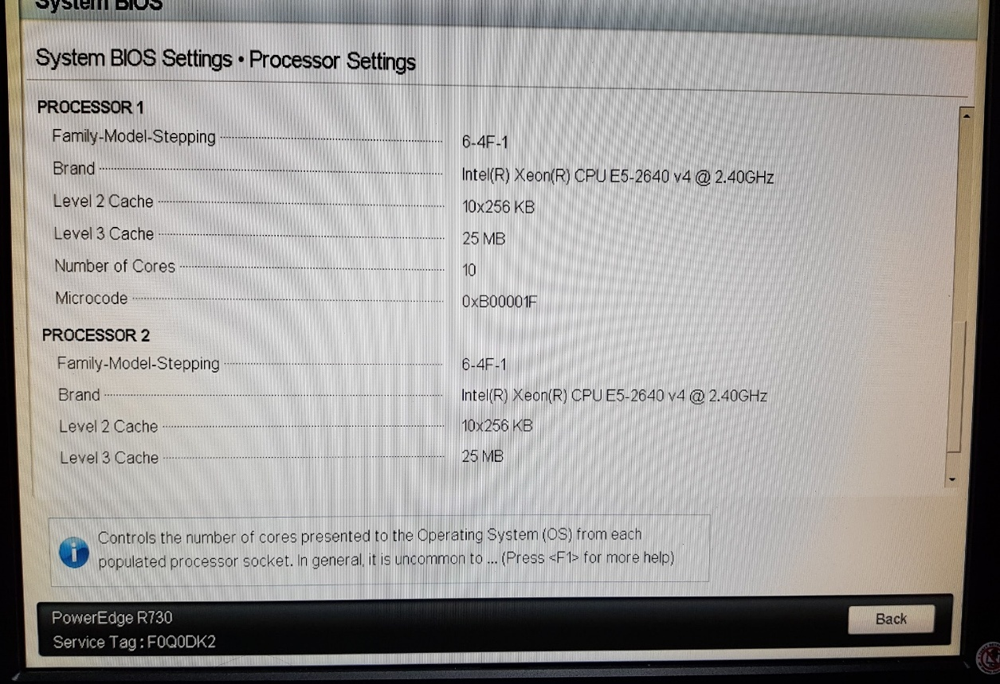 System BIOS
System BIOS Settings • Processor Settings
PROCESSOR 1
Family-Model-Stepping 6-4F-1
Brand Intel(R) Xeon(R) CPU E5-2640 v4 @ 2.40GHz
Level 2 Cache 10x256 KB
Level 3 Cache 25 MB
Number of Cores 10
Microcode 0xB00001F
PROCESSOR 2
Family-Model-Stepping 6-4F-1
Brand Intel(R) Xeon(R) CPU E5-2640 v4 @ 2.40GHz
Level 2 Cache 10x256 KB
Level 3 Cache 25 MB
Controls the number of cores presented to the Operating System (OS) from each
populated processor socket. In general, it is uncommon to ... (Press <F1> for more help)
PowerEdge R730
Service Tag : F0Q0DK2
Back